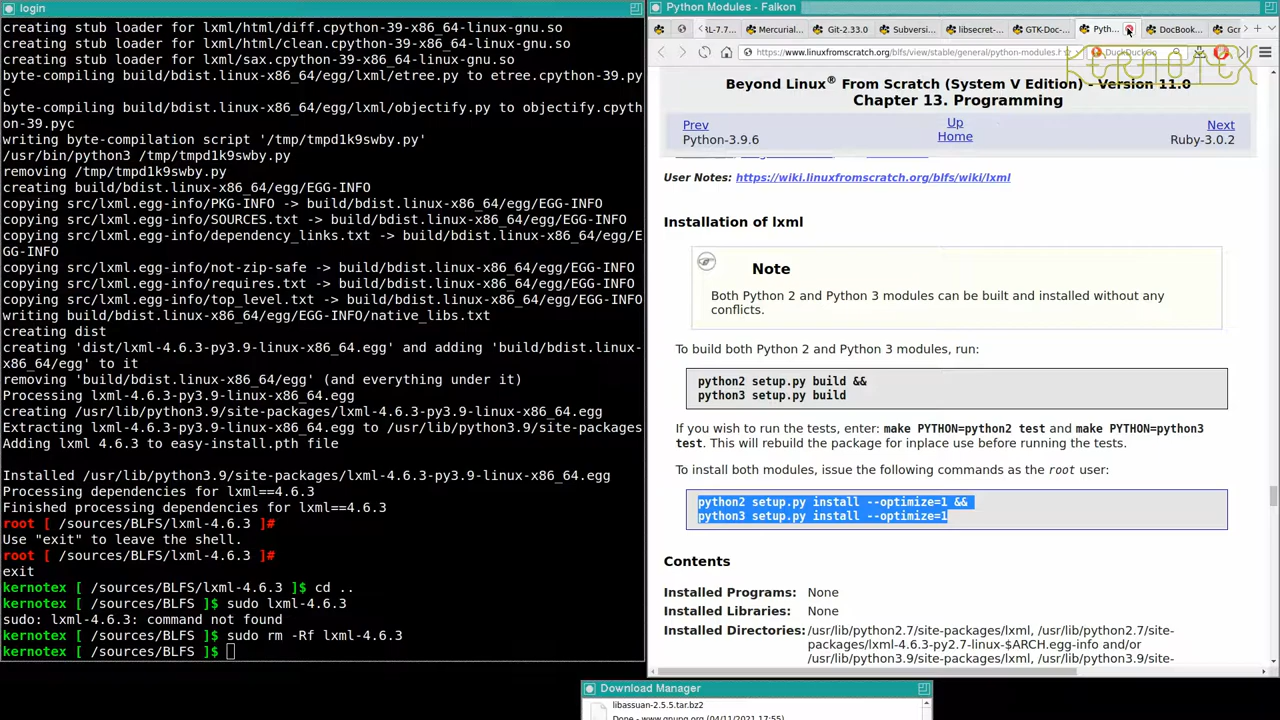 login
creating stub loader for lxml/html/diff.cpython-39-x86_64-linux-gnu.so
creating stub loader for lxml/html/clean.cpython-39-x86_64-linux-gnu.so
creating stub loader for lxml/sax.cpython-39-x86_64-linux-gnu.so
byte-compiling build/bdist.linux-x86_64/egg/lxml/etree.py to etree.cpython-39.py
c
byte-compiling build/bdist.linux-x86_64/egg/lxml/objectify.py to objectify.cpyth
on-39.pyc
writing byte-compilation script '/tmp/tmpd1k9swby.py'
/usr/bin/python3 /tmp/tmpd1k9swby.py
removing /tmp/tmpd1k9swby.py
creating build/bdist.linux-x86_64/egg/EGG-INFO
copying src/lxml.egg-info/PKG-INFO -> build/bdist.linux-x86_64/egg/EGG-INFO
copying src/lxml.egg-info/SOURCES.txt -> build/bdist.linux-x86_64/egg/EGG-INFO
copying src/lxml.egg-info/dependency_links.txt -> build/bdist.linux-x86_64/egg/E
GG-INFO
copying src/lxml.egg-info/not-zip-safe -> build/bdist.linux-x86_64/egg/EGG-INFO
copying src/lxml.egg-info/requires.txt -> build/bdist.linux-x86_64/egg/EGG-INFO
copying src/lxml.egg-info/top_level.txt -> build/bdist.linux-x86_64/egg/EGG-INFO
writing build/bdist.linux-x86_64/egg/EGG-INFO/native_libs.txt
creating dist
creating 'dist/lxml-4.6.3-py3.9-linux-x86_64.egg' and adding 'build/bdist.linux-
x86_64/egg' to it
removing 'build/bdist.linux-x86_64/egg' (and everything under it)
Processing lxml-4.6.3-py3.9-linux-x86_64.egg
creating /usr/lib/python3.9/site-packages/lxml-4.6.3-py3.9-linux-x86_64.egg
Extracting lxml-4.6.3-py3.9-linux-x86_64.egg to /usr/lib/python3.9/site-packages
Adding lxml 4.6.3 to easy-install.pth file
Installed /usr/lib/python3.9/site-packages/lxml-4.6.3-py3.9-linux-x86_64.egg
Processing dependencies for lxml==4.6.3
Finished processing dependencies for lxml==4.6.3
root [ /sources/BLFS/lxml-4.6.3 ]#
Use "exit" to leave the shell.
root [ /sources/BLFS/lxml-4.6.3 ]#
exit
kernotex [ /sources/BLFS/lxml-4.6.3 ]$ cd ..
kernotex [ /sources/BLFS ]$ sudo lxml-4.6.3
sudo: lxml-4.6.3: command not found
kernotex [ /sources/BLFS ]$ sudo rm -Rf lxml-4.6.3
kernotex [ /sources/BLFS ]$
Python Modules - Falkon
RL-7.7... Mercurial... Git-2.33.0 Subversi... libsecret-... GTK-Doc-... Pyth... DocBook... Gcr
https://www.linuxfromscratch.org/blfs/view/stable/general/python-modules.h DuckDuckGo
KERNOTEX
Beyond Linux® From Scratch (System V Edition) - Version 11.0
Chapter 13. Programming
Prev Up Next
Python-3.9.6 Home Ruby-3.0.2
User Notes: https://wiki.linuxfromscratch.org/blfs/wiki/lxml
Installation of lxml
Note
Both Python 2 and Python 3 modules can be built and installed without any
conflicts.
To build both Python 2 and Python 3 modules, run:
python2 setup.py build &&
python3 setup.py build
If you wish to run the tests, enter: make PYTHON=python2 test and make PYTHON=python3
test. This will rebuild the package for inplace use before running the tests.
To install both modules, issue the following commands as the root user:
python2 setup.py install --optimize=1 &&
python3 setup.py install --optimize=1
Contents
Installed Programs: None
Installed Libraries: None
Installed Directories: /usr/lib/python2.7/site-packages/lxml, /usr/lib/python2.7/site-
packages/lxml-4.6.3-py2.7-linux-$ARCH.egg-info and/or
/usr/lib/python3.9/site-packages/lxml, /usr/lib/python3.9/site-
Download Manager
libassuan-2.5.5.tar.bz2
Done - www.gnupg.org (04/11/2021 17:55)